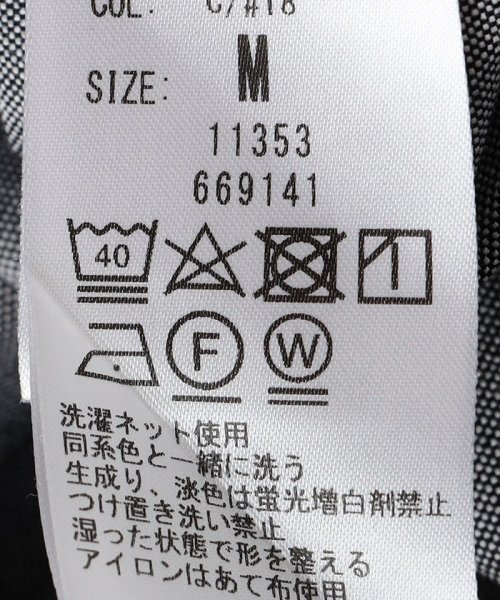 COL: C/#18
SIZE: M
11353
669141
40
F W
洗濯ネット使用
同系色と一緒に洗う
生成り、淡色は蛍光増白剤禁止
つけ置き洗い禁止
湿った状態で形を整える
アイロンはあて布使用